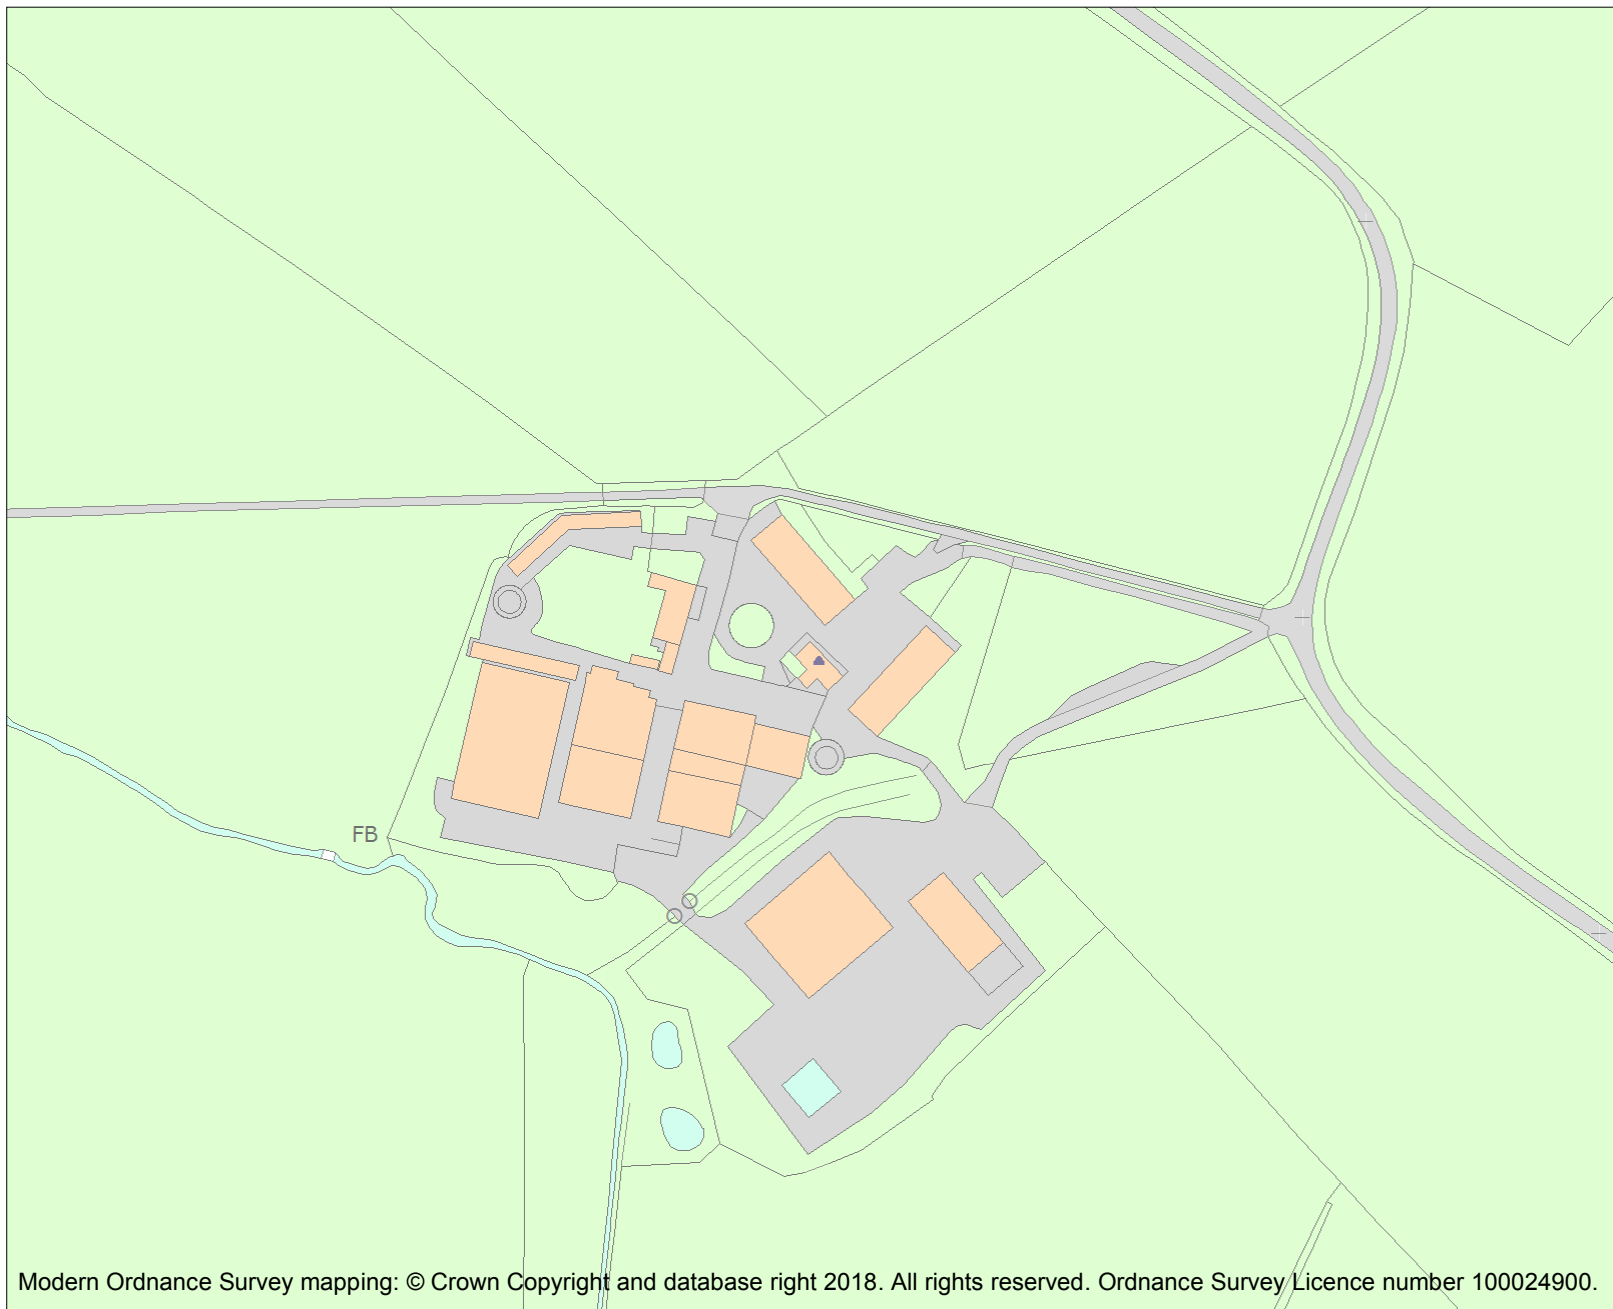 FB
Modern Ordnance Survey mapping: © Crown Copyright and database right 2018. All rights reserved. Ordnance Survey Licence number 100024900.